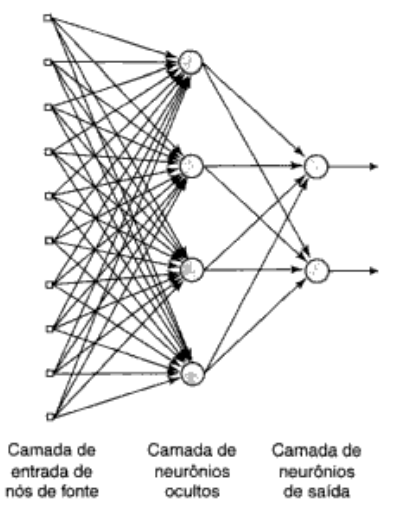 Camada de
entrada de
nós de fonte
Camada de
neurônios
ocultos
Camada de
neurônios
de saída